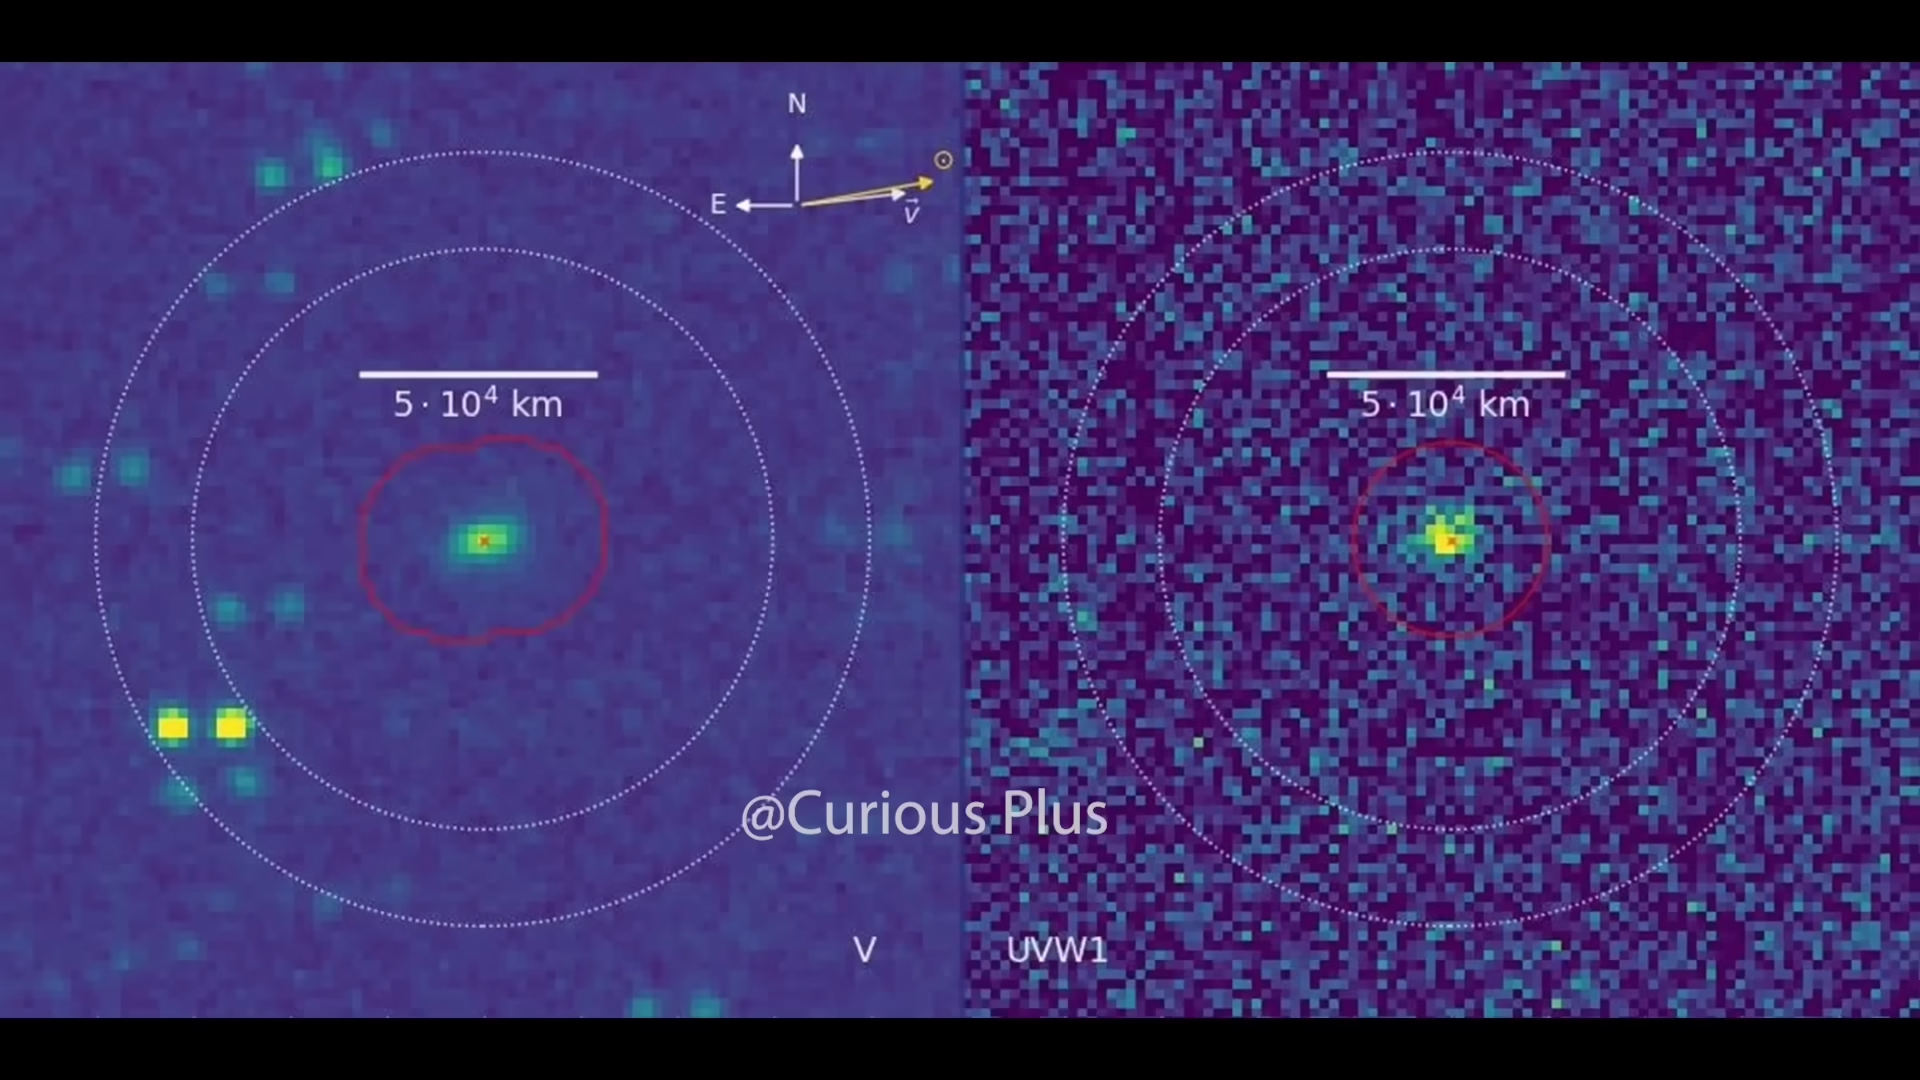 N
E
☉
v⃗
5 · 10⁴ km
5 · 10⁴ km
@Curious Plus
V
UVW1